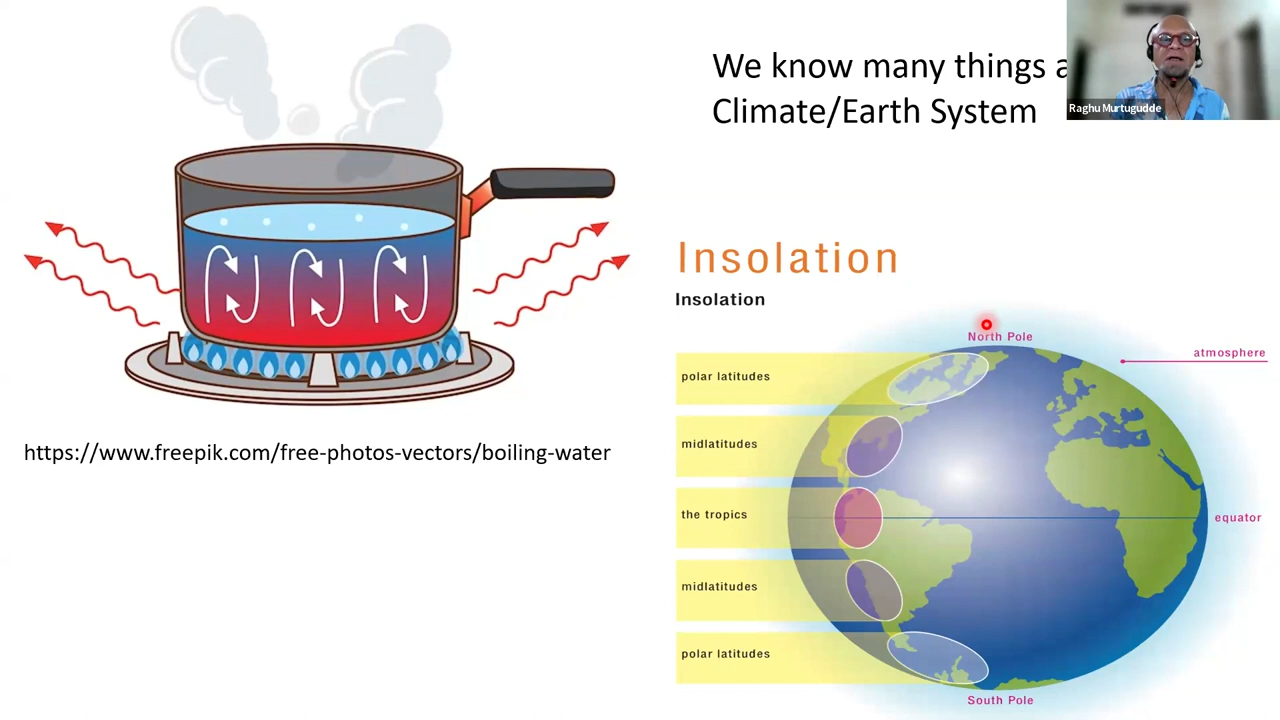 We know many things a
Climate/Earth System
Raghu Murtugudde
Insolation
Insolation
North Pole
atmosphere
polar latitudes
midlatitudes
the tropics
equator
midlatitudes
polar latitudes
South Pole
https://www.freepik.com/free-photos-vectors/boiling-water